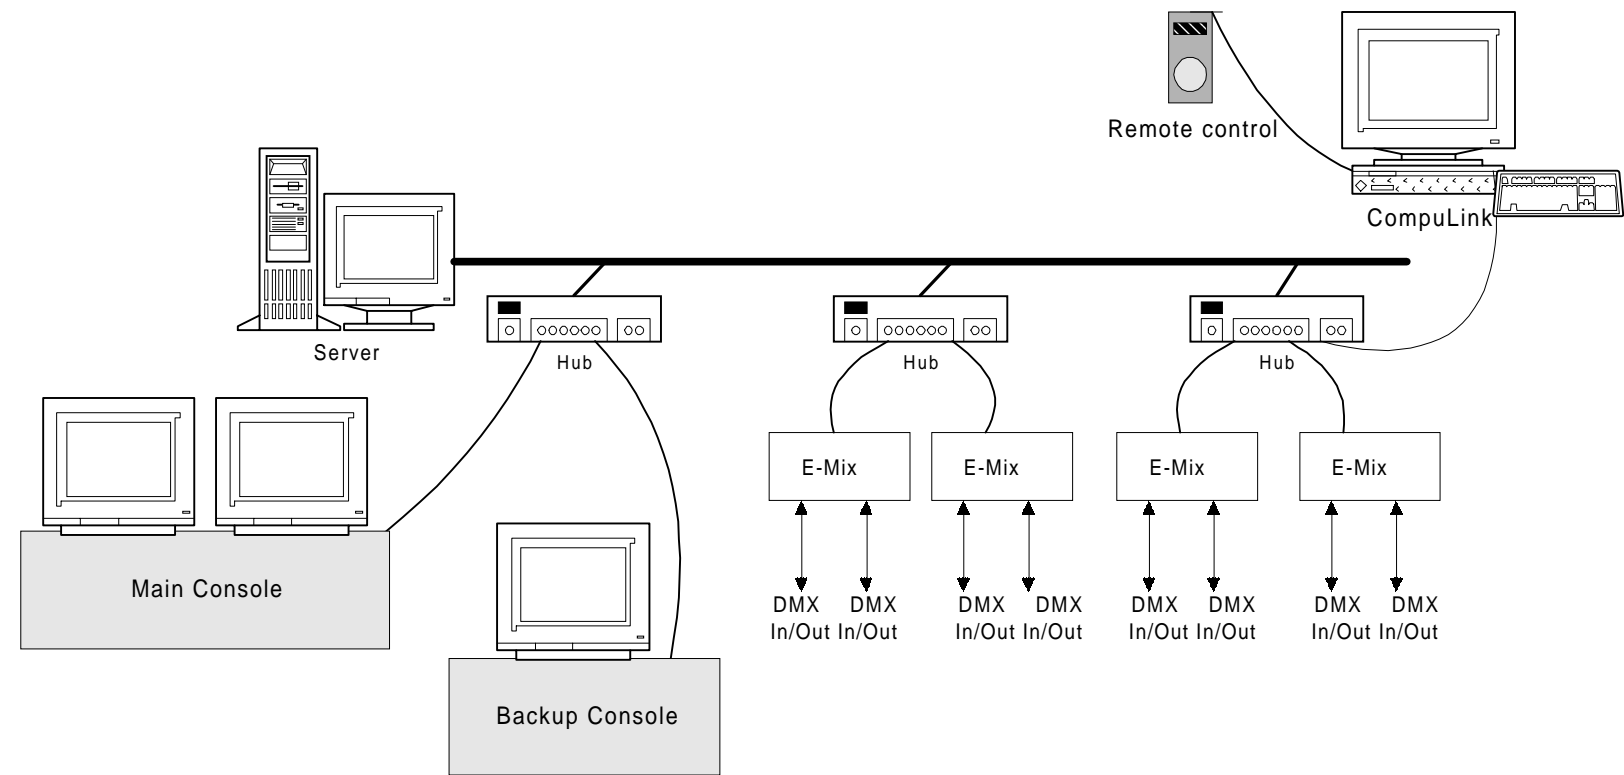 Remote control
CompuLink
Server
Hub
Hub
Hub
E-Mix
E-Mix
E-Mix
E-Mix
Main Console
DMX DMX
In/Out In/Out
DMX DMX
In/Out In/Out
DMX DMX
In/Out In/Out
DMX DMX
In/Out In/Out
Backup Console